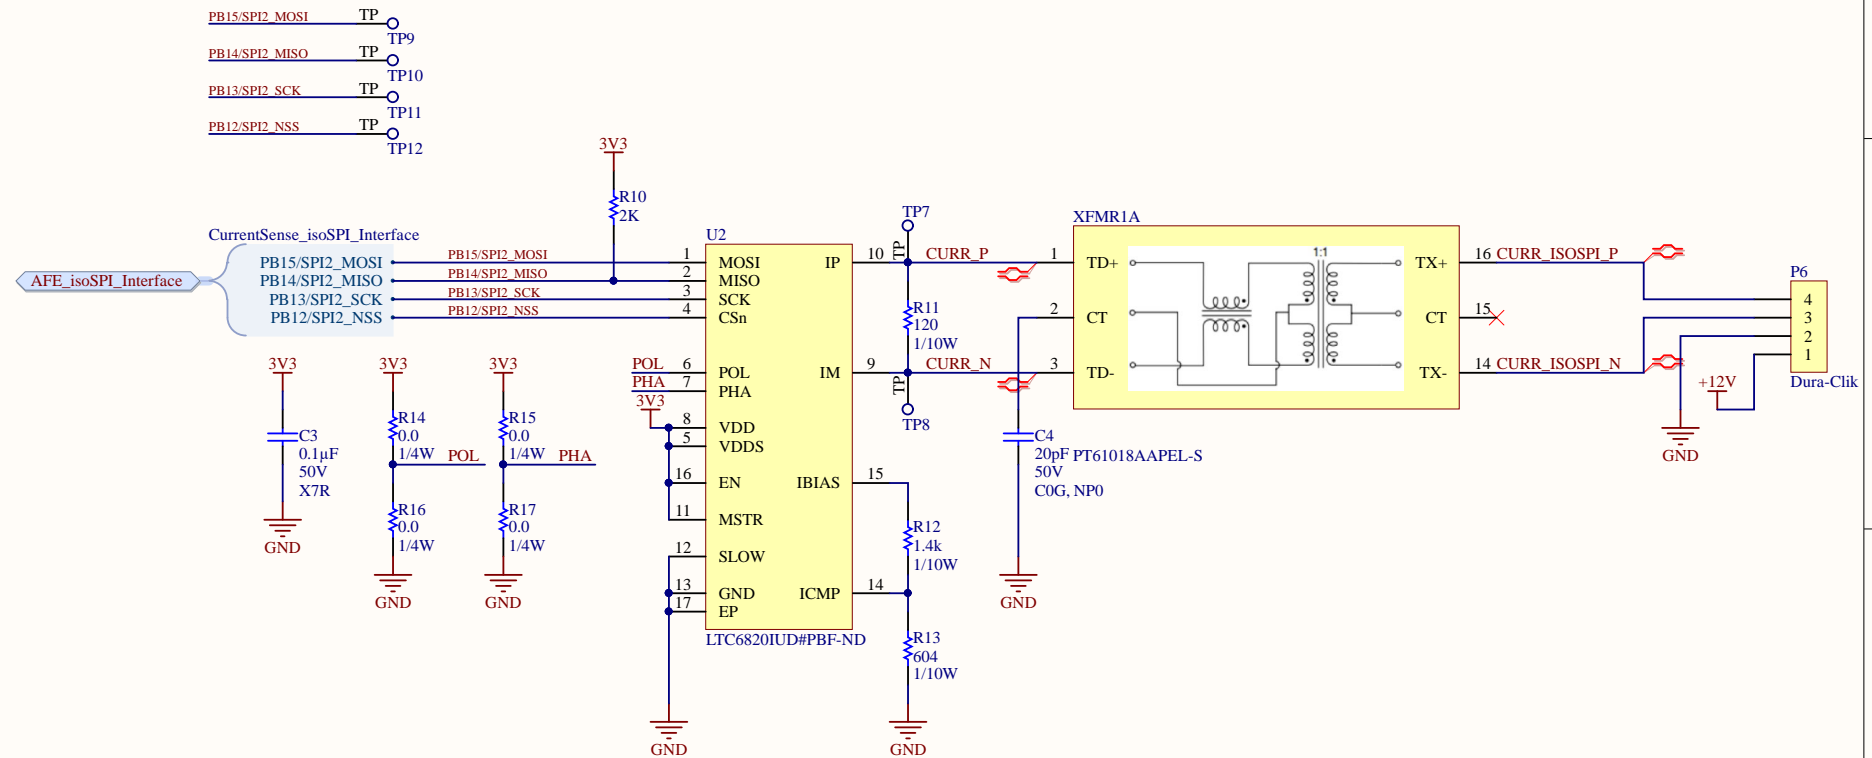 PB15/SPI2_MOSI
TP
TP9
PB14/SPI2_MISO
TP
TP10
PB13/SPI2_SCK
TP
TP11
PB12/SPI2_NSS
TP
TP12
3V3
R10
2K
CurrentSense_isoSPI_Interface
AFE_isoSPI_Interface
PB15/SPI2_MOSI
PB14/SPI2_MISO
PB13/SPI2_SCK
PB12/SPI2_NSS
PB15/SPI2_MOSI
PB14/SPI2_MISO
PB13/SPI2_SCK
PB12/SPI2_NSS
3V3
C3
0.1µF
50V
X7R
GND
3V3
R14
0.0
1/4W
POL
R16
0.0
1/4W
GND
3V3
R15
0.0
1/4W
PHA
R17
0.0
1/4W
GND
U2
1 MOSI
2 MISO
3 SCK
4 CSn
POL 6 POL
PHA 7 PHA
3V3
8 VDD
5 VDDS
16 EN
11 MSTR
12 SLOW
13 GND
17 EP
IP 10
IM 9
IBIAS 15
ICMP 14
LTC6820IUD#PBF-ND
GND
TP7
TP
CURR_P
R11
120
1/10W
CURR_N
TP
TP8
R12
1.4k
1/10W
R13
604
1/10W
GND
C4
20pF
50V
C0G, NP0
GND
XFMR1A
1 TD+
2 CT
3 TD-
1:1
TX+ 16
CT 15
TX- 14
PT61018AAPEL-S
CURR_ISOSPI_P
CURR_ISOSPI_N
P6
4
3
2
1
Dura-Clik
+12V
GND